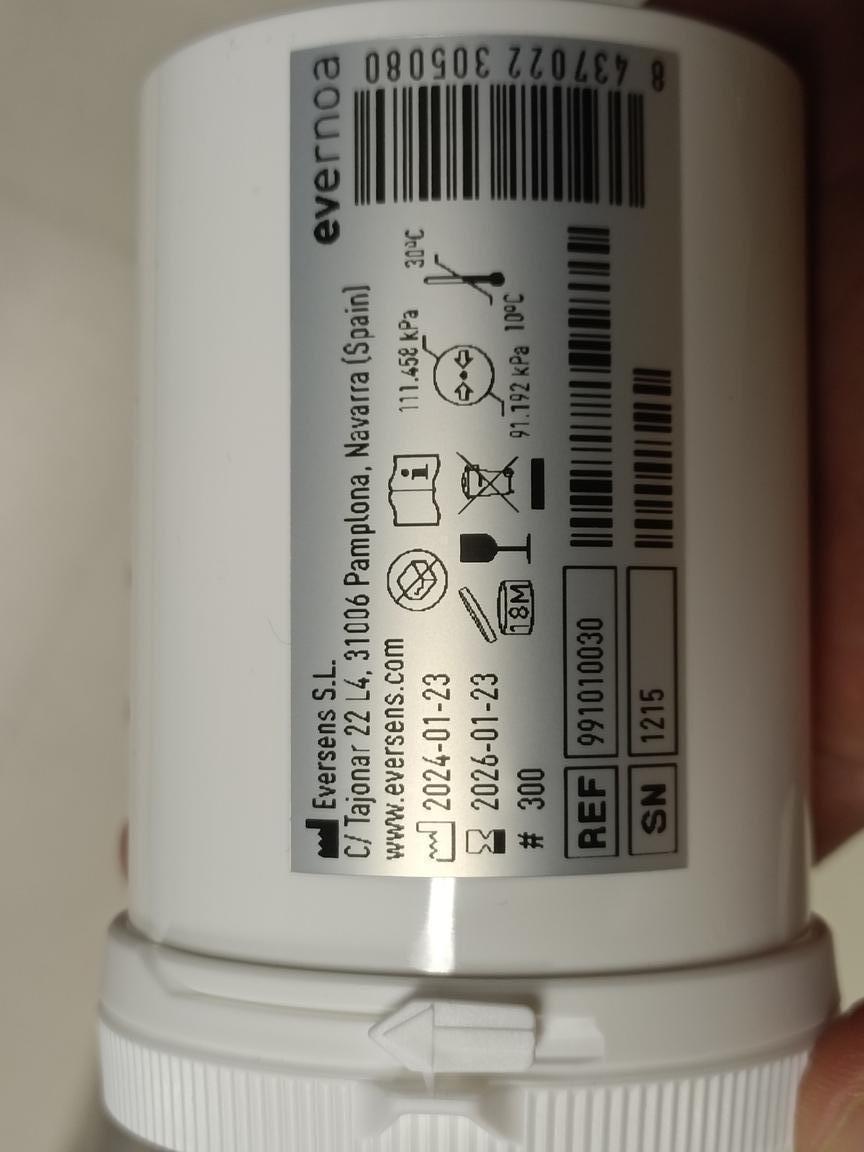 evernoa
Eversens S.L.
C/ Tajonar 22 L4, 31006 Pamplona, Navarra (Spain)
www.eversens.com
2024-01-23
2026-01-23
# 300
18M
111.458 kPa
91.192 kPa
30ºC
10ºC
REF 991010030
SN 1215
8 437022 305080